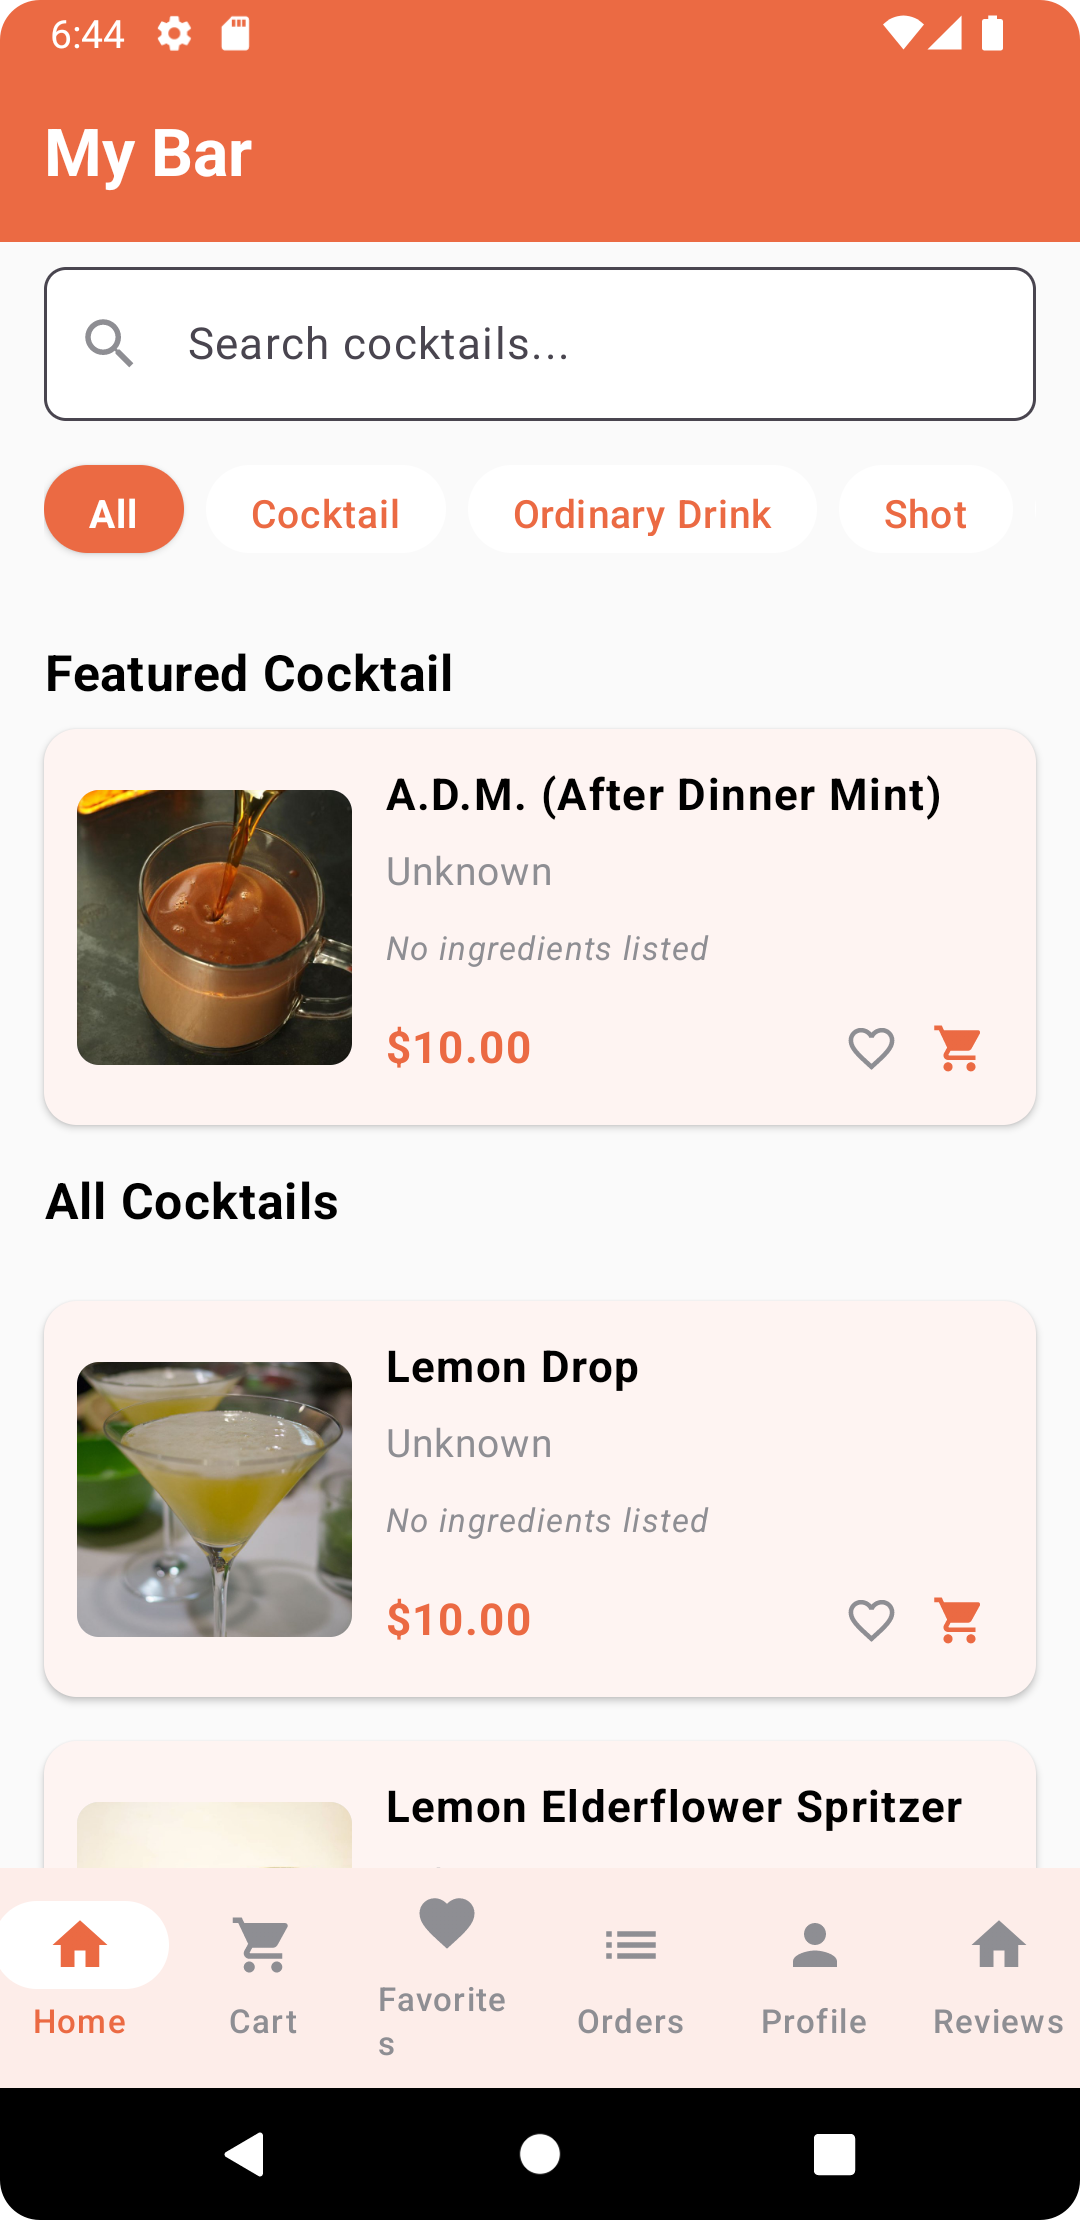 6:44
My Bar
Search cocktails...
All Cocktail Ordinary Drink Shot
Featured Cocktail
A.D.M. (After Dinner Mint)
Unknown
No ingredients listed
$10.00
All Cocktails
Lemon Drop
Unknown
No ingredients listed
$10.00
Lemon Elderflower Spritzer
Home Cart Favorite
s Orders Profile Reviews